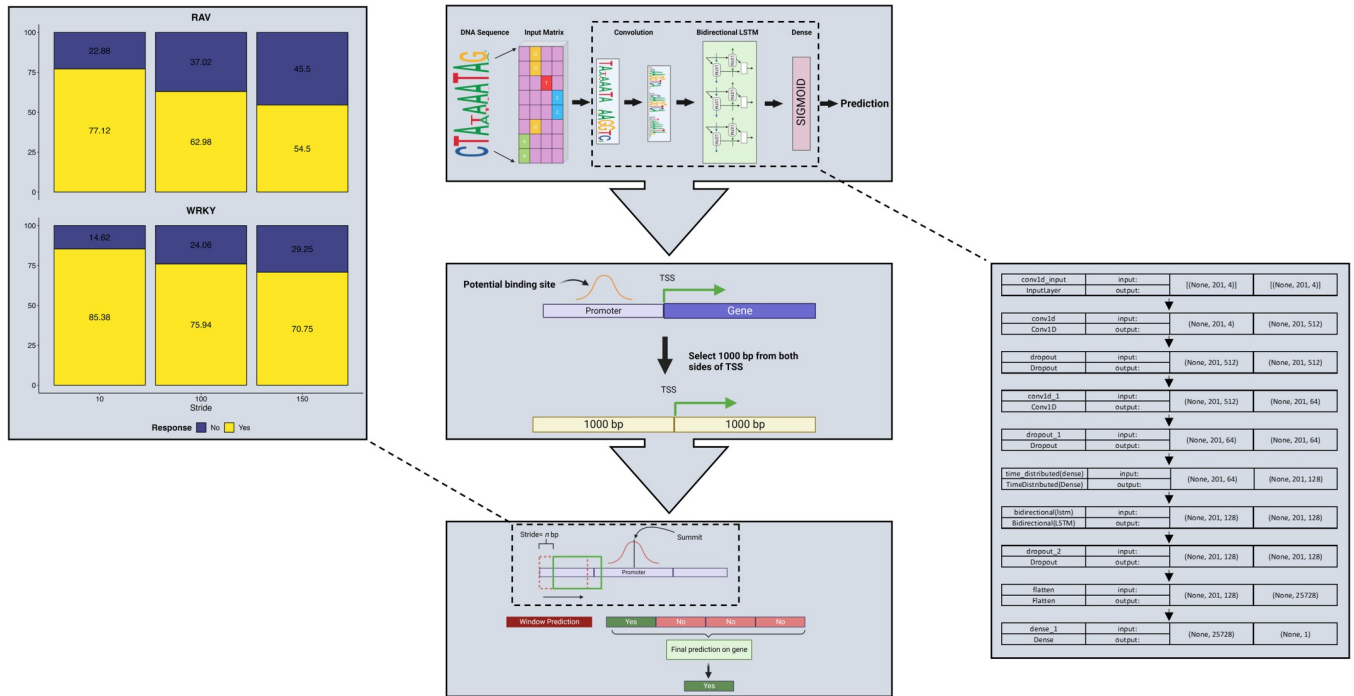 RAV
100
75
50
25
0
22.88
37.02
45.5
77.12
62.98
54.5
WRKY
100
75
50
25
0
14.62
24.06
29.25
85.38
75.94
70.75
10
100
150
Stride
Response No Yes
DNA Sequence
Input Matrix
Convolution
Bidirectional LSTM
Dense
SIGMOID
Prediction
Potential binding site
TSS
Promoter
Gene
Select 1000 bp from both
sides of TSS
TSS
1000 bp
1000 bp
Stride= n bp
Summit
Promoter
Window Prediction
Yes
No
No
No
Final prediction on gene
Yes
conv1d_input input: [(None, 201, 4)] [(None, 201, 4)]
InputLayer output:
conv1d input: (None, 201, 4) (None, 201, 512)
Conv1D output:
dropout input: (None, 201, 512) (None, 201, 512)
Dropout output:
conv1d_1 input: (None, 201, 512) (None, 201, 64)
Conv1D output:
dropout_1 input: (None, 201, 64) (None, 201, 64)
Dropout output:
time_distributed(dense) input: (None, 201, 64) (None, 201, 128)
TimeDistributed(Dense) output:
bidirectional(lstm) input: (None, 201, 128) (None, 201, 128)
Bidirectional(LSTM) output:
dropout_2 input: (None, 201, 128) (None, 201, 128)
Dropout output:
flatten input: (None, 201, 128) (None, 25728)
Flatten output:
dense_1 input: (None, 25728) (None, 1)
Dense output: